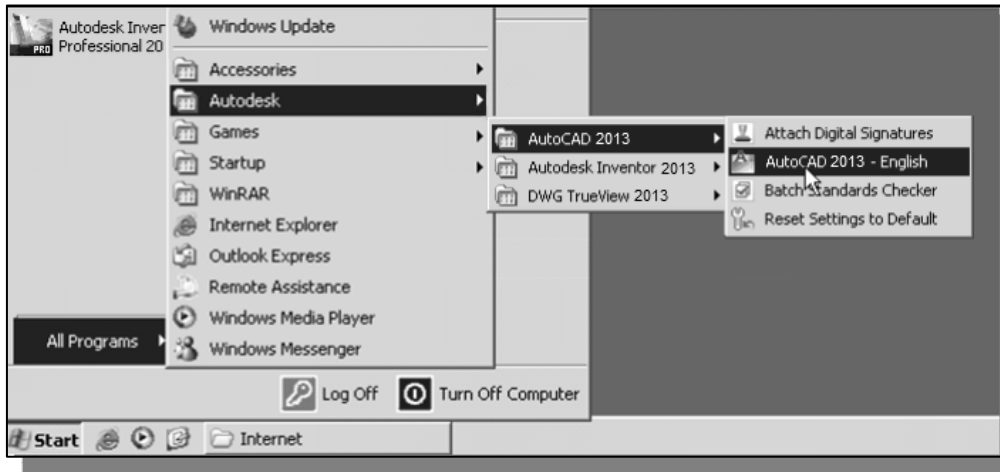 Autodesk Inver
Professional 20
PRO
Windows Update
Accessories
Autodesk
Games
Startup
WinRAR
Internet Explorer
Outlook Express
Remote Assistance
Windows Media Player
Windows Messenger
AutoCAD 2013
Autodesk Inventor 2013
DWG TrueView 2013
Attach Digital Signatures
AutoCAD 2013 - English
Batch Standards Checker
Reset Settings to Default
All Programs
Log Off
Turn Off Computer
Start
Internet